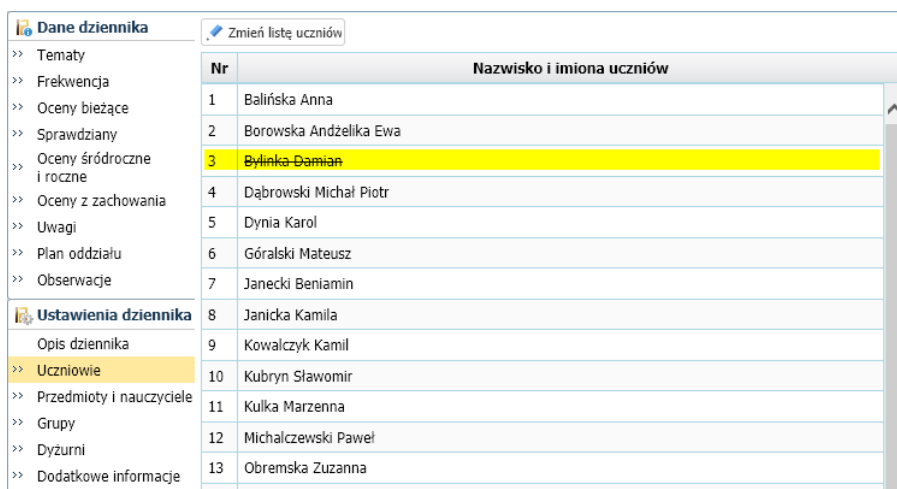 Dane dziennika
Tematy
Frekwencja
Oceny bieżące
Sprawdziany
Oceny śródroczne
i roczne
Oceny z zachowania
Uwagi
Plan oddziału
Obserwacje
Ustawienia dziennika
Opis dziennika
Uczniowie
Przedmioty i nauczyciele
Grupy
Dyżurni
Dodatkowe informacje
Zmień listę uczniów
Nr Nazwisko i imiona uczniów
1 Balińska Anna
2 Borowska Andżelika Ewa
3 Bylinka Damian
4 Dąbrowski Michał Piotr
5 Dynia Karol
6 Góralski Mateusz
7 Janecki Beniamin
8 Janicka Kamila
9 Kowalczyk Kamil
10 Kubryn Sławomir
11 Kulka Marzenna
12 Michalczewski Paweł
13 Obremska Zuzanna